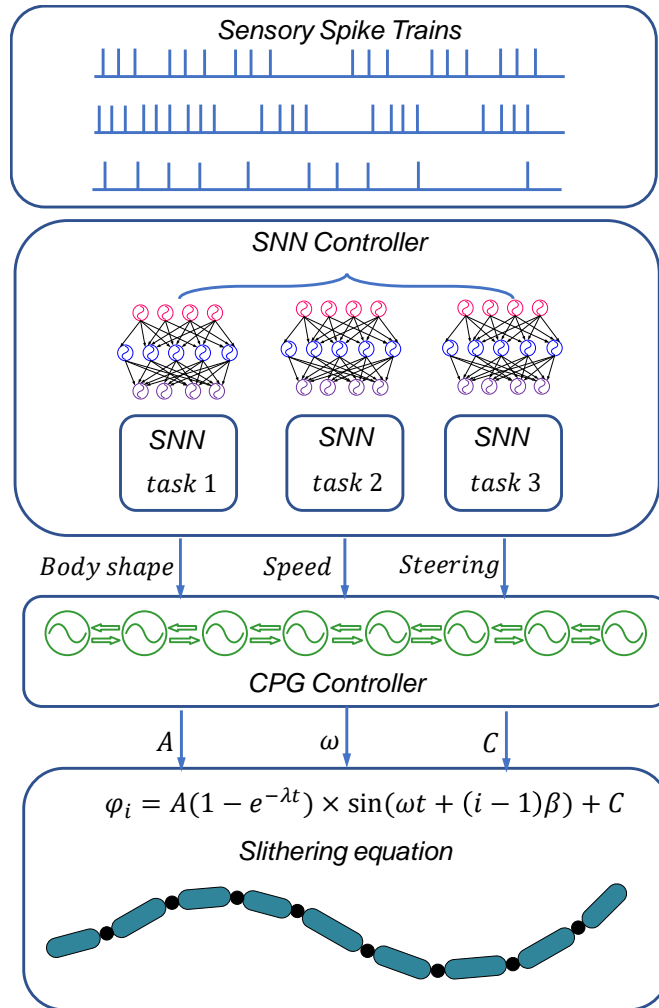 Sensory Spike Trains
SNN Controller
SNN SNN SNN
task 1 task 2 task 3
Body shape Speed Steering
CPG Controller
A ω C
φᵢ = A(1 − e^{−λt}) × sin(ωt + (i − 1)β) + C
Slithering equation